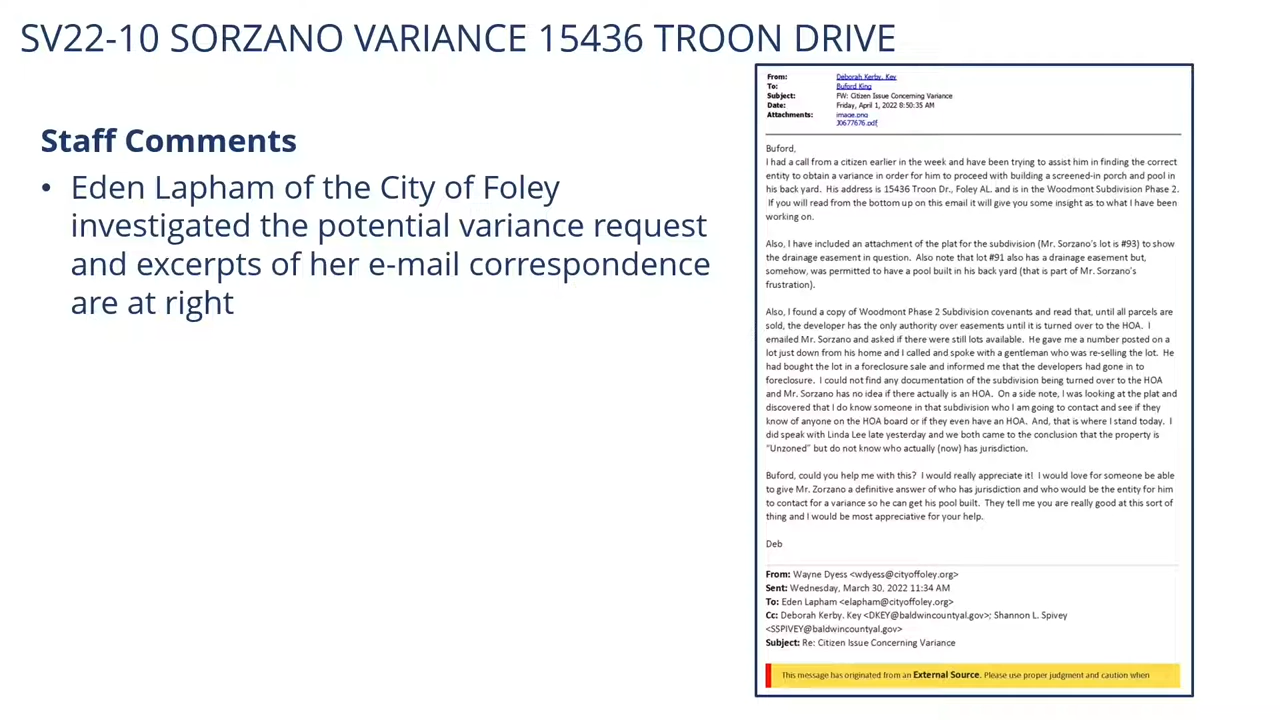 SV22-10 SORZANO VARIANCE 15436 TROON DRIVE
Staff Comments
• Eden Lapham of the City of Foley
investigated the potential variance request
and excerpts of her e-mail correspondence
are at right
From: Deborah Kerby. Key
To: Buford King
Subject: FW: Citizen Issue Concerning Variance
Date: Friday, April 1, 2022 8:50:35 AM
Attachments: image.png
J0677676.pdf
Buford,
I had a call from a citizen earlier in the week and have been trying to assist him in finding the correct
entity to obtain a variance in order for him to proceed with building a screened-in porch and pool in
his back yard. His address is 15436 Troon Dr., Foley AL. and is in the Woodmont Subdivision Phase 2.
If you will read from the bottom up on this email it will give you some insight as to what I have been
working on.
Also, I have included an attachment of the plat for the subdivision (Mr. Sorzano's lot is #93) to show
the drainage easement in question. Also note that lot #91 also has a drainage easement but,
somehow, was permitted to have a pool built in his back yard (that is part of Mr. Sorzano's
frustration).
Also, I found a copy of Woodmont Phase 2 Subdivision covenants and read that, until all parcels are
sold, the developer has the only authority over easements until it is turned over to the HOA. I
emailed Mr. Sorzano and asked if there were still lots available. He gave me a number posted on a
lot just down from his home and I called and spoke with a gentleman who was re-selling the lot. He
had bought the lot in a foreclosure sale and informed me that the developers had gone in to
foreclosure. I could not find any documentation of the subdivision being turned over to the HOA
and Mr. Sorzano has no idea if there actually is an HOA. On a side note, I was looking at the plat and
discovered that I do know someone in that subdivision who I am going to contact and see if they
know of anyone on the HOA board or if they even have an HOA. And, that is where I stand today. I
did speak with Linda Lee late yesterday and we both came to the conclusion that the property is
"Unzoned" but do not know who actually (now) has jurisdiction.
Buford, could you help me with this? I would really appreciate it! I would love for someone be able
to give Mr. Zorzano a definitive answer of who has jurisdiction and who would be the entity for him
to contact for a variance so he can get his pool built. They tell me you are really good at this sort of
thing and I would be most appreciative for your help.
Deb
From: Wayne Dyess <wdyess@cityoffoley.org>
Sent: Wednesday, March 30, 2022 11:34 AM
To: Eden Lapham <elapham@cityoffoley.org>
Cc: Deborah Kerby. Key <DKEY@baldwincountyal.gov>; Shannon L. Spivey
<SSPIVEY@baldwincountyal.gov>
Subject: Re: Citizen Issue Concerning Variance
This message has originated from an External Source. Please use proper judgment and caution when